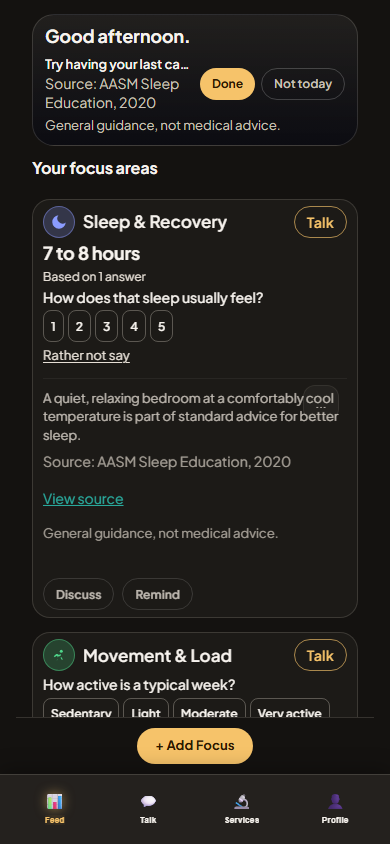 Good afternoon.
Try having your last ca...
Source: AASM Sleep
Education, 2020
Done
Not today
General guidance, not medical advice.
Your focus areas
Sleep & Recovery
Talk
7 to 8 hours
Based on 1 answer
How does that sleep usually feel?
1 2 3 4 5
Rather not say
A quiet, relaxing bedroom at a comfortably cool
temperature is part of standard advice for better
sleep.
...
Source: AASM Sleep Education, 2020
View source
General guidance, not medical advice.
Discuss
Remind
Movement & Load
Talk
How active is a typical week?
Sedentary
Light
Moderate
Very active
+ Add Focus
Feed
Talk
Services
Profile